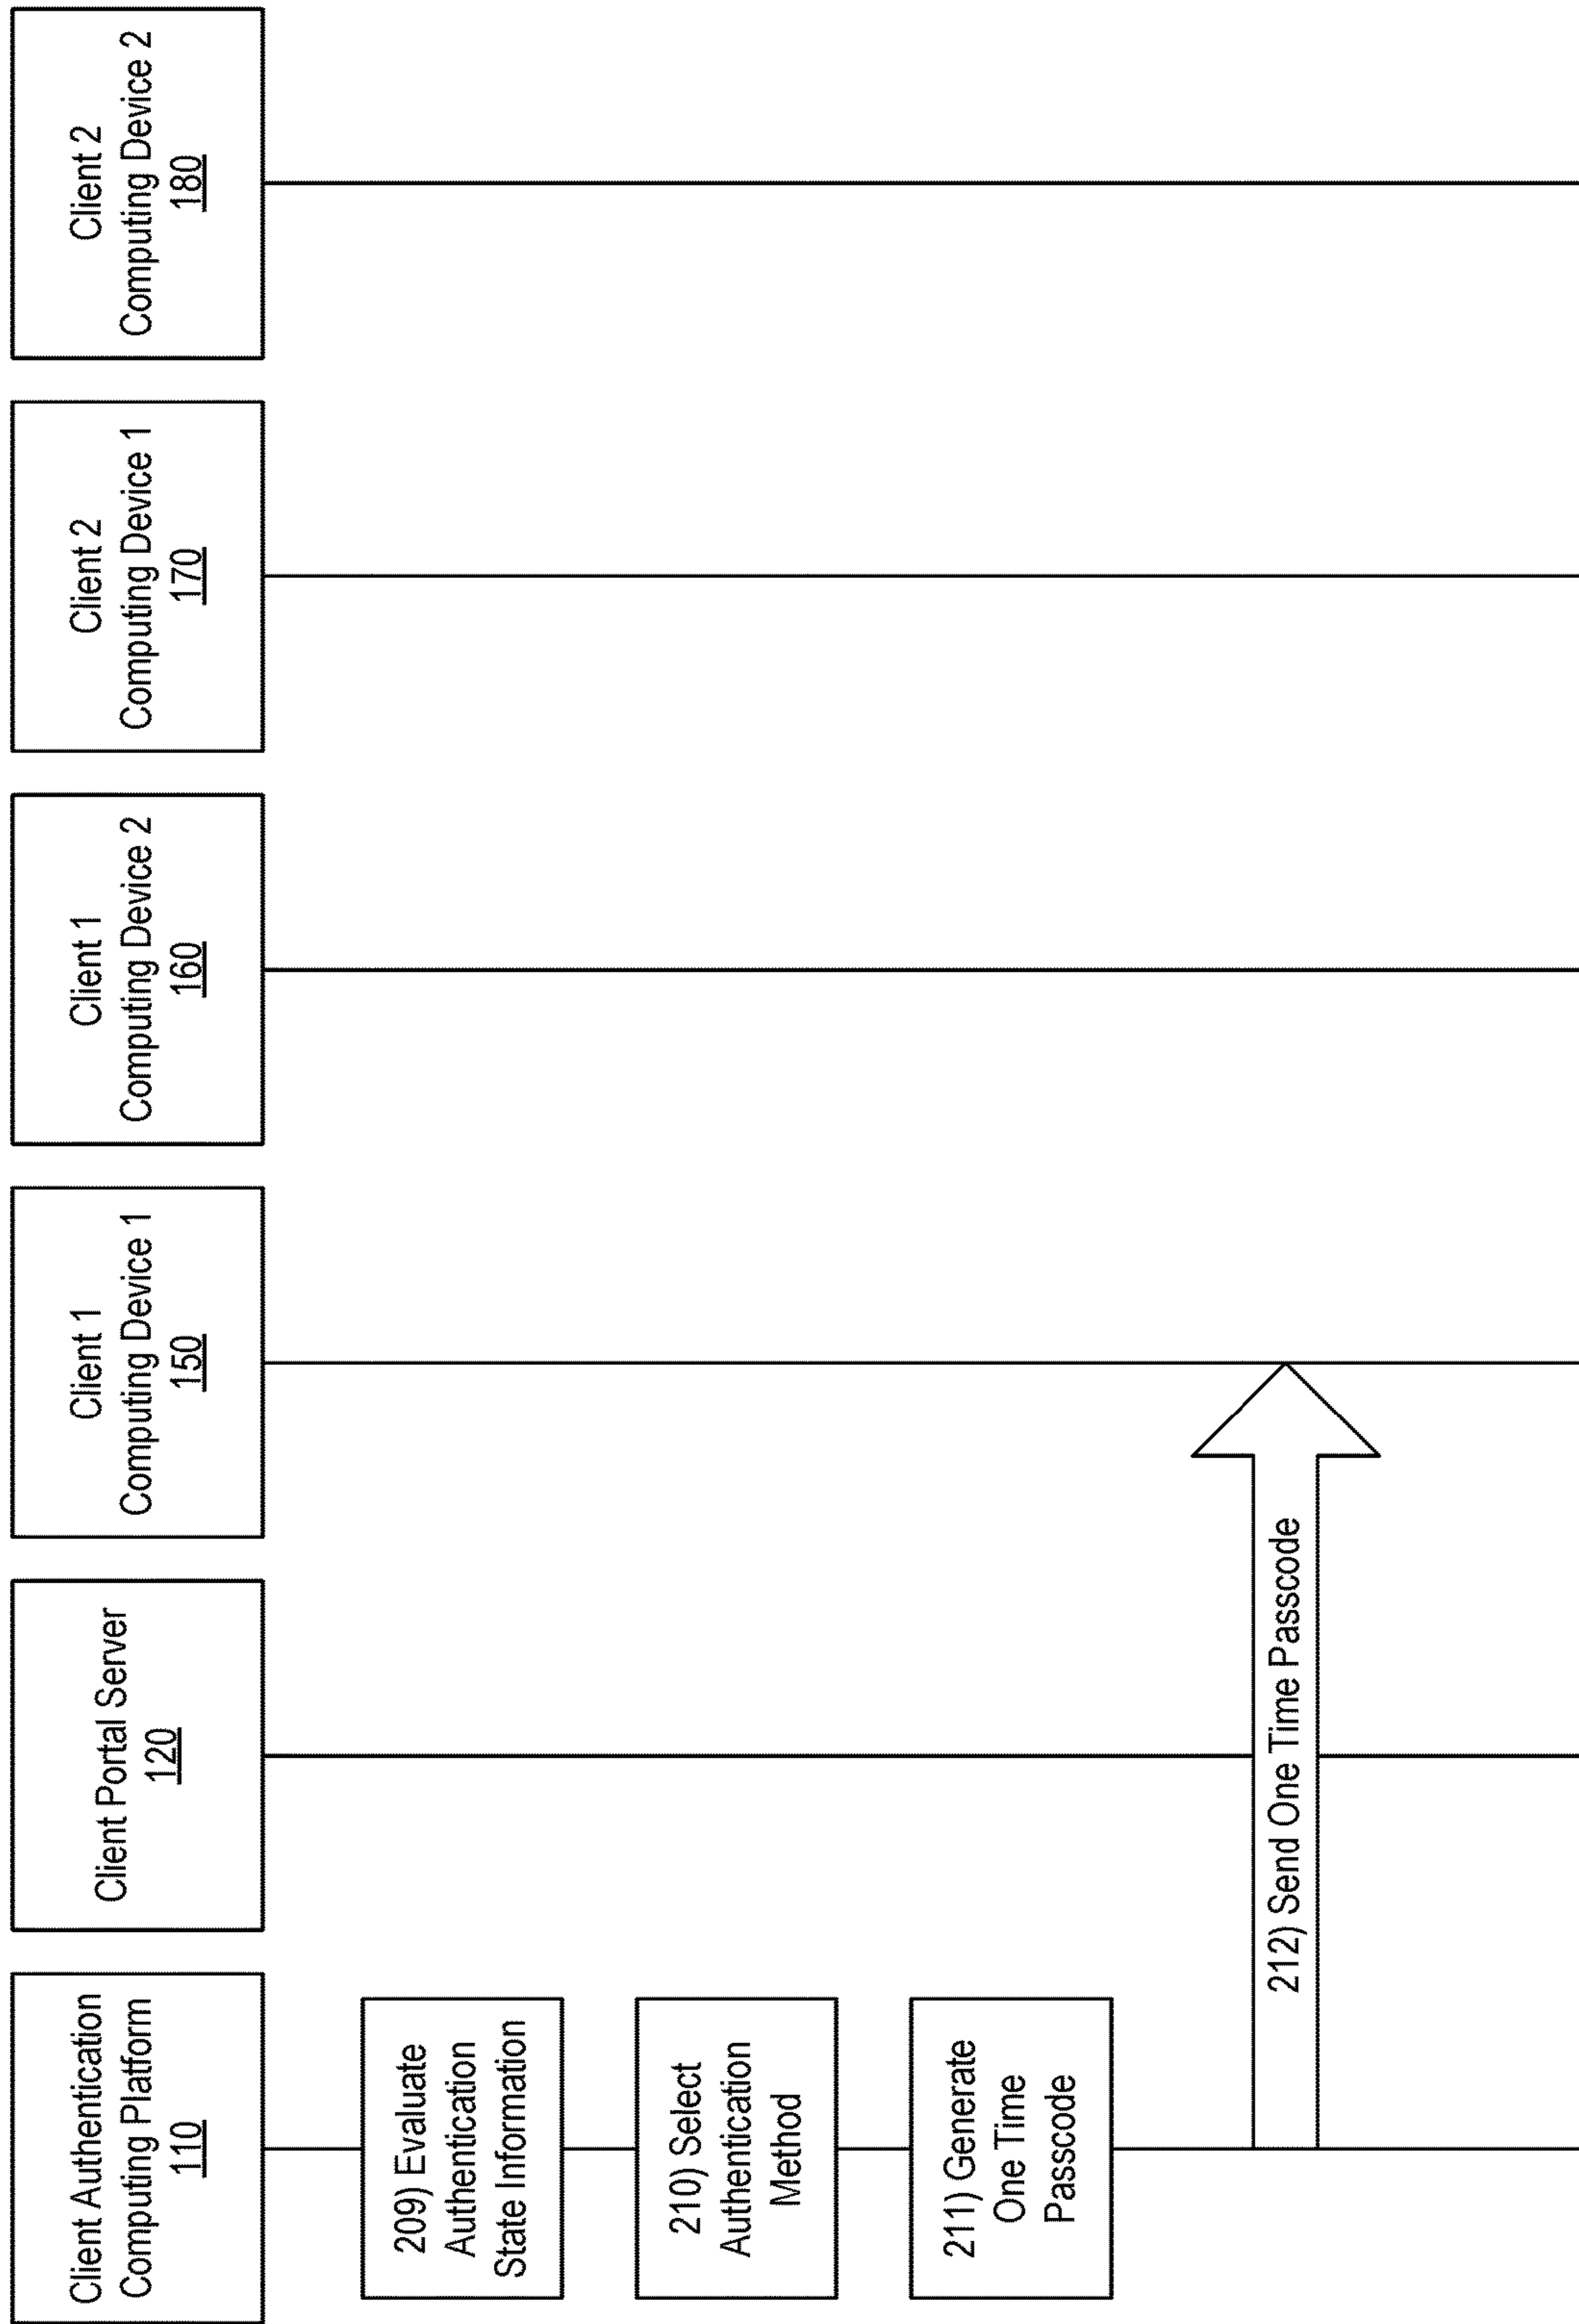 Client Authentication
Computing Platform
110
Client Portal Server
120
Client 1
Computing Device 1
150
Client 1
Computing Device 2
160
Client 2
Computing Device 1
170
Client 2
Computing Device 2
180
209) Evaluate
Authentication
State Information
210) Select
Authentication
Method
211) Generate
One Time
Passcode
212) Send One Time Passcode